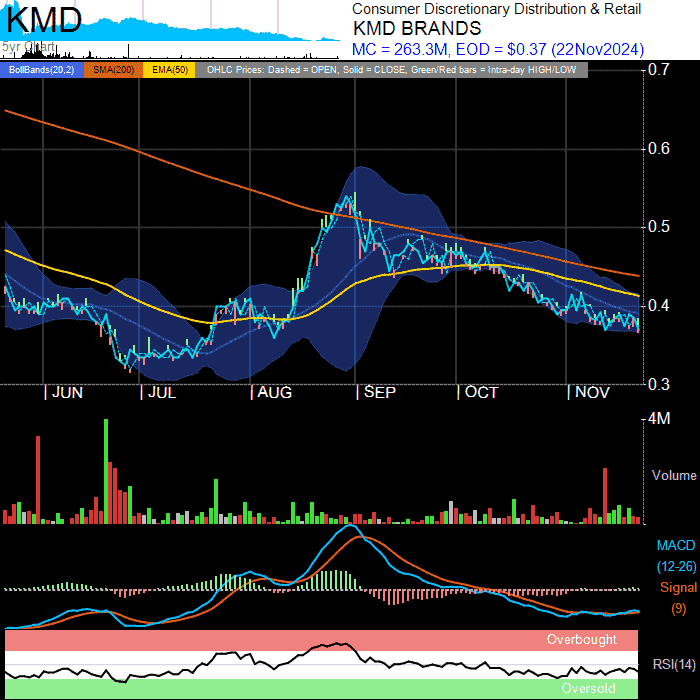 KMD
5yr Chart
Consumer Discretionary Distribution & Retail
KMD BRANDS
MC = 263.3M, EOD = $0.37 (22Nov2024)
BollBands(20,2) SMA(200) EMA(50) OHLC Prices: Dashed = OPEN, Solid = CLOSE, Green/Red bars = Intra-day HIGH/LOW
0.7
0.6
0.5
0.4
0.3
| JUN | JUL | AUG | SEP | OCT | NOV
4M
Volume
MACD
(12-26)
Signal
(9)
Overbought
RSI(14)
Oversold